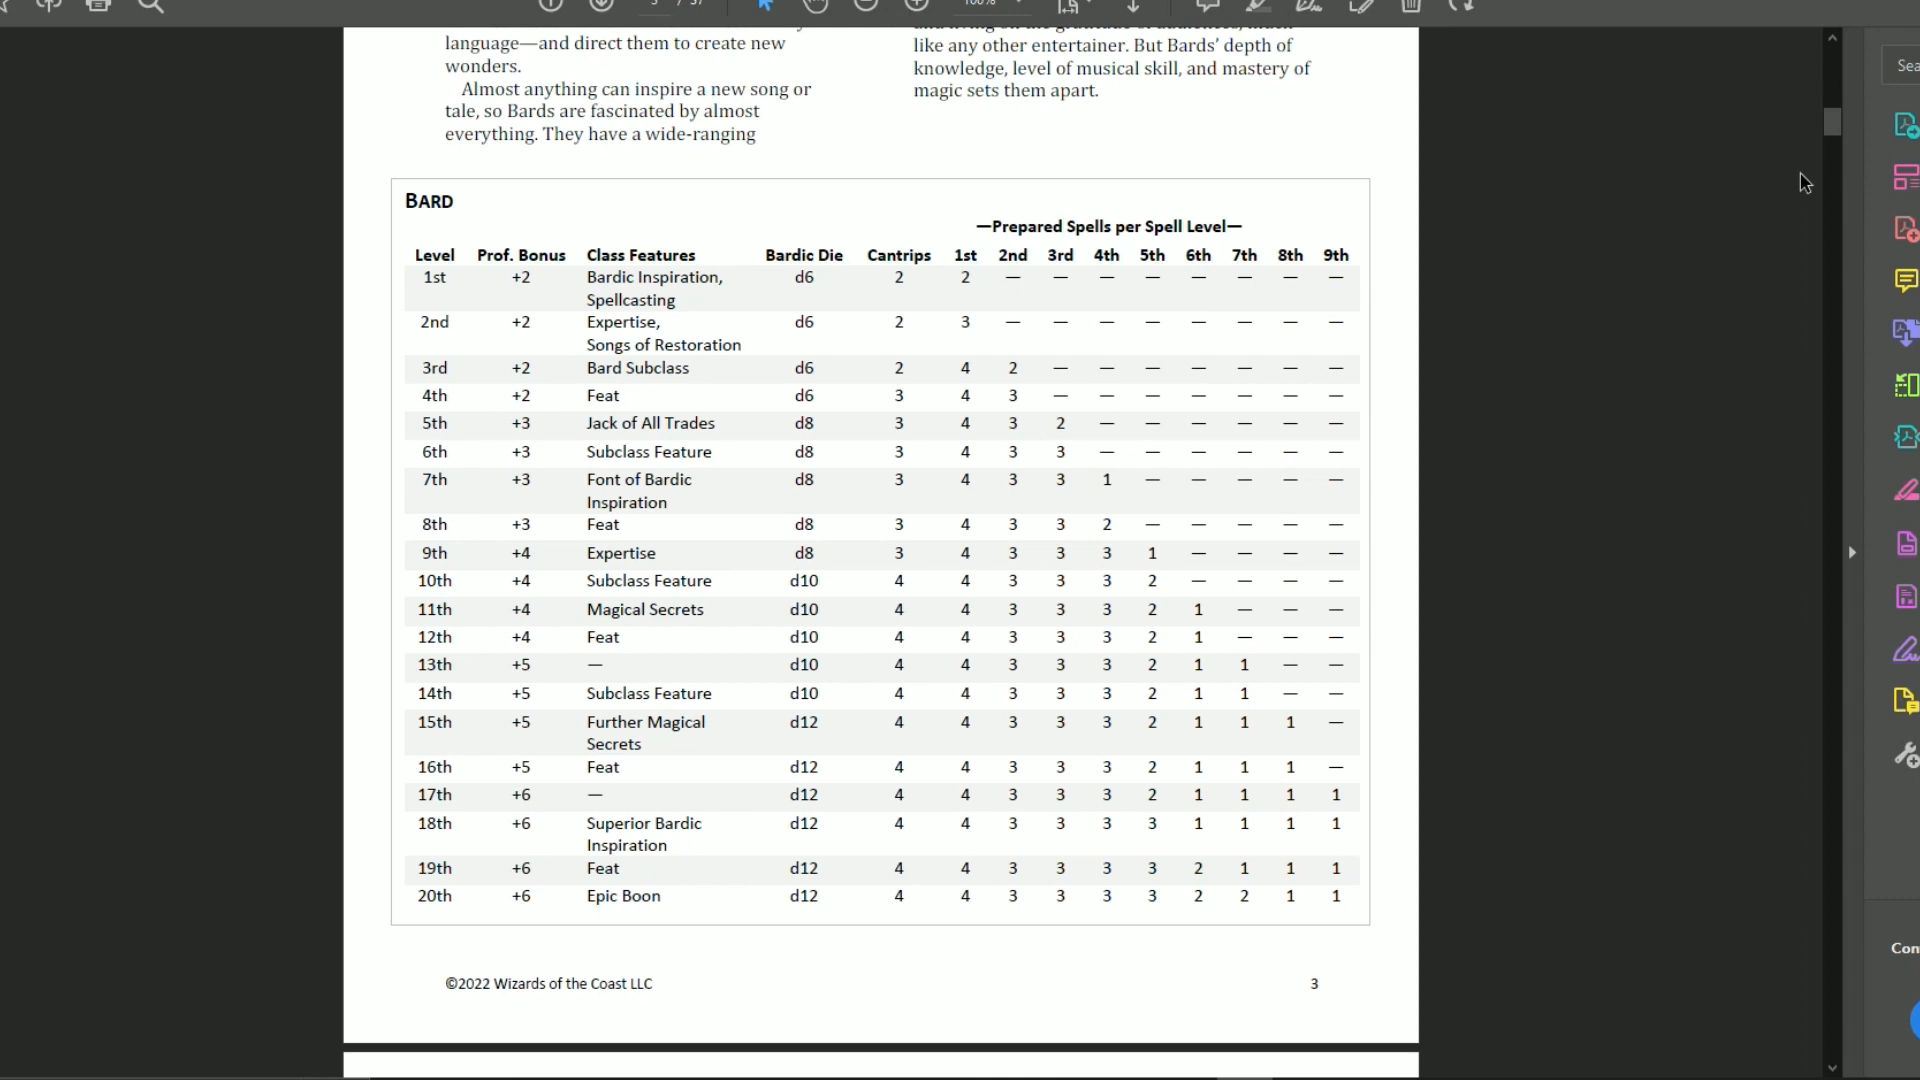 language—and direct them to create new
wonders.
Almost anything can inspire a new song or
tale, so Bards are fascinated by almost
everything. They have a wide-ranging
like any other entertainer. But Bards’ depth of
knowledge, level of musical skill, and mastery of
magic sets them apart.
BARD
—Prepared Spells per Spell Level—
Level Prof. Bonus Class Features Bardic Die Cantrips 1st 2nd 3rd 4th 5th 6th 7th 8th 9th
1st +2 Bardic Inspiration, d6 2 2 — — — — — — — —
Spellcasting
2nd +2 Expertise, d6 2 3 — — — — — — — —
Songs of Restoration
3rd +2 Bard Subclass d6 2 4 2 — — — — — — —
4th +2 Feat d6 3 4 3 — — — — — — —
5th +3 Jack of All Trades d8 3 4 3 2 — — — — — —
6th +3 Subclass Feature d8 3 4 3 3 — — — — — —
7th +3 Font of Bardic d8 3 4 3 3 1 — — — — —
Inspiration
8th +3 Feat d8 3 4 3 3 2 — — — — —
9th +4 Expertise d8 3 4 3 3 3 1 — — — —
10th +4 Subclass Feature d10 4 4 3 3 3 2 — — — —
11th +4 Magical Secrets d10 4 4 3 3 3 2 1 — — —
12th +4 Feat d10 4 4 3 3 3 2 1 — — —
13th +5 — d10 4 4 3 3 3 2 1 1 — —
14th +5 Subclass Feature d10 4 4 3 3 3 2 1 1 — —
15th +5 Further Magical d12 4 4 3 3 3 2 1 1 1 —
Secrets
16th +5 Feat d12 4 4 3 3 3 2 1 1 1 —
17th +6 — d12 4 4 3 3 3 2 1 1 1 1
18th +6 Superior Bardic d12 4 4 3 3 3 3 1 1 1 1
Inspiration
19th +6 Feat d12 4 4 3 3 3 3 2 1 1 1
20th +6 Epic Boon d12 4 4 3 3 3 3 2 2 1 1
©2022 Wizards of the Coast LLC 3
Sea
Con